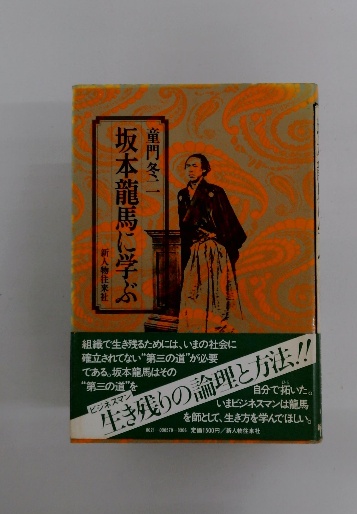 童門冬二
坂本龍馬に学ぶ
新人物往来社
組織で生き残るためには、いまの社会に
確立されてない“第三の道”が必要
である。坂本龍馬はその
“第三の道”を
自分で拓いた。
ビジネスマン
生き残りの論理と方法!!
いまビジネスマンは龍馬
を師として、生き方を学んでほしい。
定価1500円/新人物往来社